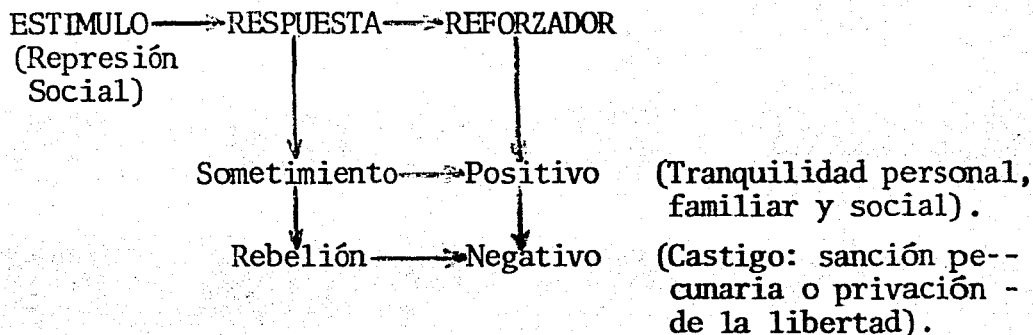 ESTIMULO RESPUESTA REFORZADOR
(Represión
Social)
Sometimiento Positivo (Tranquilidad personal,
familiar y social).
Rebelión Negativo (Castigo: sanción pe--
cunaria o privación -
de la libertad).